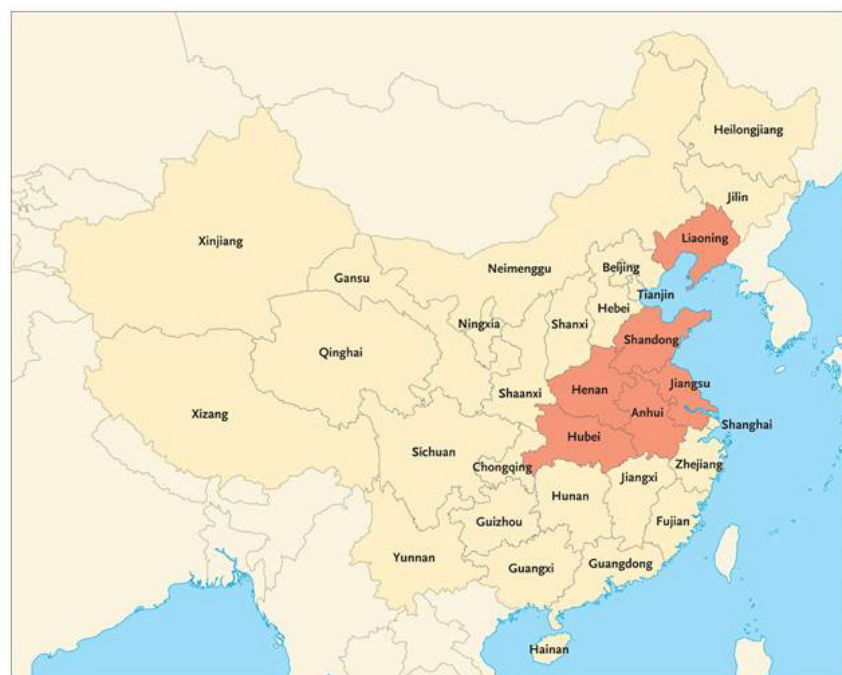 Heilongjiang
Jilin
Liaoning
Xinjiang
Beijing
Neimenggu
Gansu
Tianjin
Hebei
Ningxia
Shanxi
Shandong
Qinghai
Jiangsu
Henan
Shaanxi
Xizang
Anhui
Shanghai
Hubei
Sichuan
Zhejiang
Chongqing
Jiangxi
Hunan
Guizhou
Fujian
Yunnan
Guangdong
Guangxi
Hainan